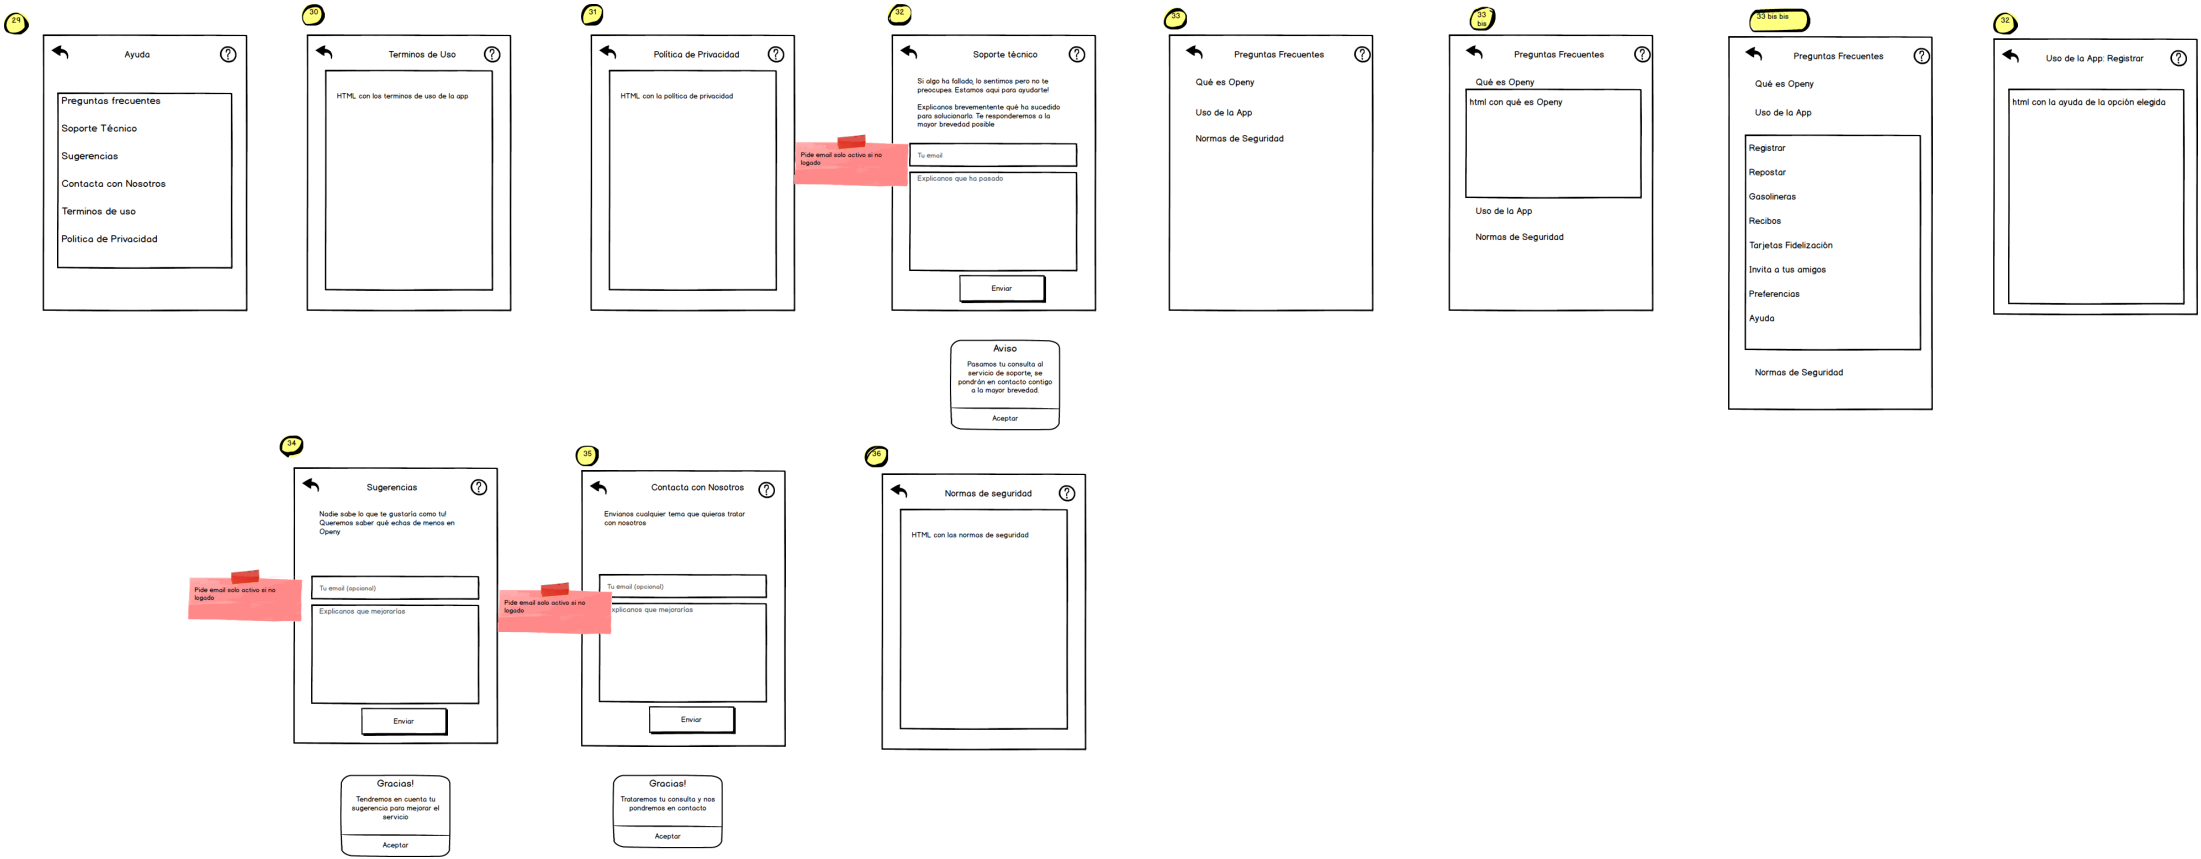 29
Ayuda
?
Preguntas frecuentes
Soporte Técnico
Sugerencias
Contacta con Nosotros
Terminos de uso
Politica de Privacidad
30
Terminos de Uso
?
HTML con los terminos de uso de la app
31
Política de Privacidad
?
HTML con la política de privacidad
32
Soporte técnico
?
Si algo ha fallado, lo sentimos pero no te
preocupes. Estamos aqui para ayudarte!
Explicanos brevemente qué ha sucedido
para solucionarlo. Te responderemos a la
mayor brevedad posible
Pide email solo activo si no
logado
Tu email
Explicanos que ha pasado
Enviar
Aviso
Pasamos tu consulta al
servicio de soporte, se
pondrán en contacto contigo
a la mayor brevedad.
Aceptar
33
Preguntas Frecuentes
?
Qué es Openy
Uso de la App
Normas de Seguridad
33
bis
Preguntas Frecuentes
?
Qué es Openy
html con qué es Openy
Uso de la App
Normas de Seguridad
33 bis bis
Preguntas Frecuentes
?
Qué es Openy
Uso de la App
Registrar
Repostar
Gasolineras
Recibos
Tarjetas Fidelización
Invita a tus amigos
Preferencias
Ayuda
Normas de Seguridad
32
Uso de la App: Registrar
?
html con la ayuda de la opción elegida
34
Sugerencias
?
Nadie sabe lo que te gustaría como tu!
Queremos saber qué echas de menos en
Openy
Pide email solo activo si no
logado
Tu email (opcional)
Explicanos que mejorarías
Enviar
Gracias!
Tendremos en cuenta tu
sugerencia para mejorar el
servicio
Aceptar
35
Contacta con Nosotros
?
Envianos cualquier tema que quieras tratar
con nosotros
Pide email solo activo si no
logado
Tu email (opcional)
xplicanos que mejorarías
Enviar
Gracias!
Trataremos tu consulta y nos
pondremos en contacto
Aceptar
36
Normas de seguridad
?
HTML con las normas de seguridad